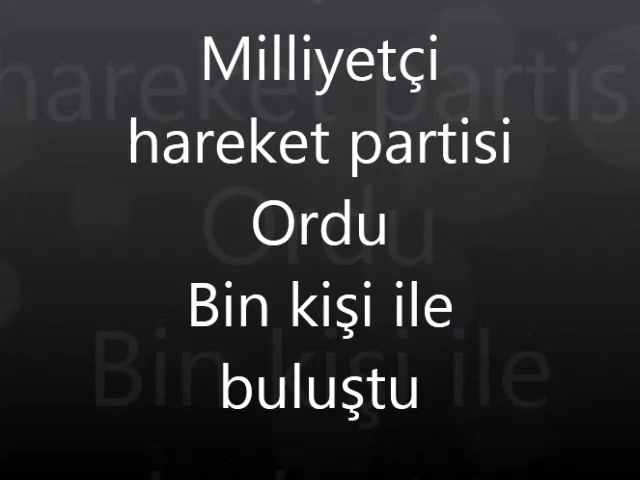 Milliyetçi
hareket partisi
Ordu
Bin kişi ile
buluştu